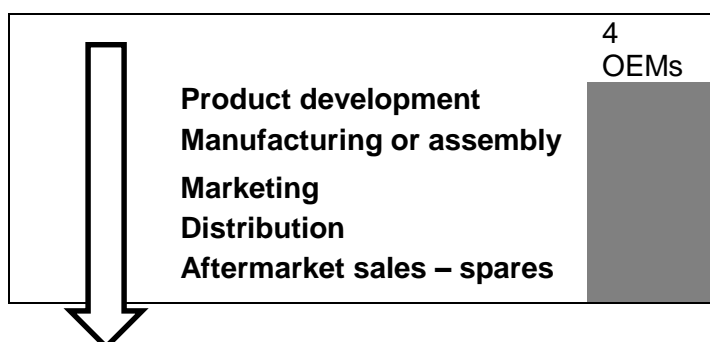 4
OEMs
Product development
Manufacturing or assembly
Marketing
Distribution
Aftermarket sales – spares